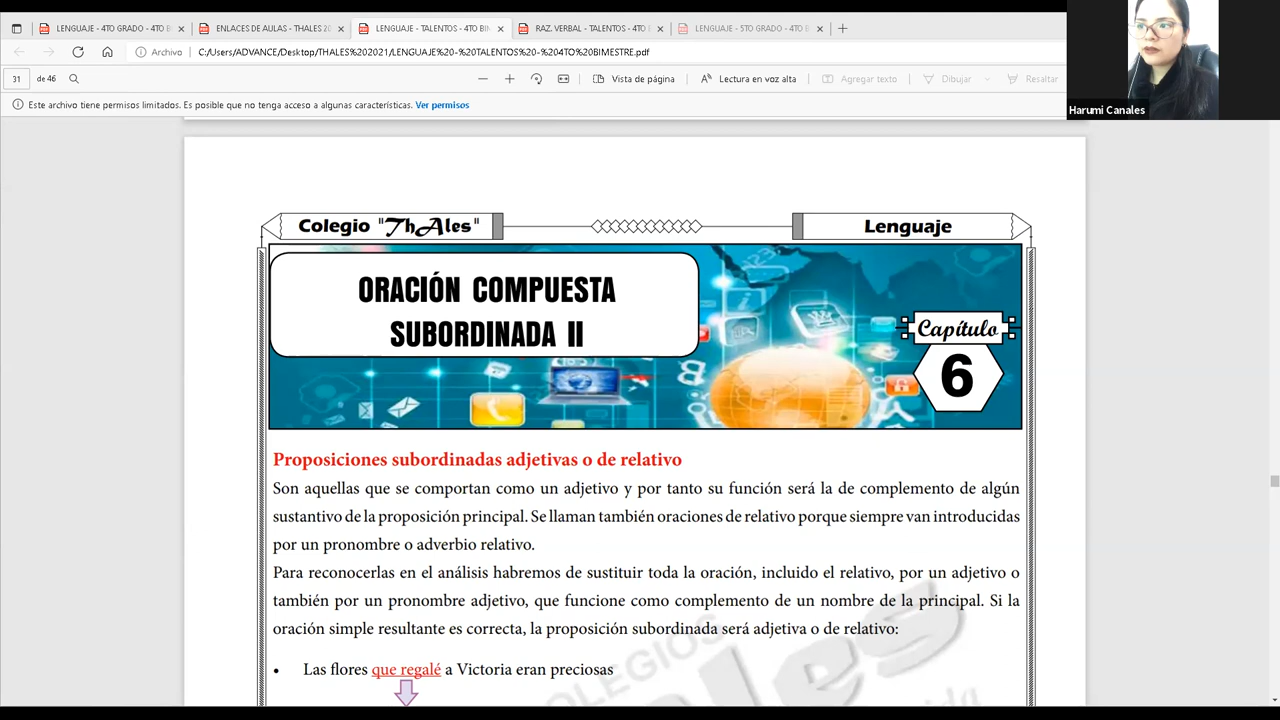 LENGUAJE - 4TO GRADO - 4TO B
ENLACES DE AULAS - THALES 20
LENGUAJE - TALENTOS - 4TO BIM
RAZ. VERBAL - TALENTOS - 4TO B
LENGUAJE - 5TO GRADO - 4TO B
Archivo
C:/Users/ADVANCE/Desktop/THALES%202021/LENGUAJE%20-%20TALENTOS%20-%204TO%20BIMESTRE.pdf
31 de 46
Vista de página
Lectura en voz alta
Agregar texto
Dibujar
Resaltar
Harumi Canales
Este archivo tiene permisos limitados. Es posible que no tenga acceso a algunas características. Ver permisos
Colegio "ThAles"
Lenguaje
ORACIÓN COMPUESTA
SUBORDINADA II
Capítulo
6
Proposiciones subordinadas adjetivas o de relativo
Son aquellas que se comportan como un adjetivo y por tanto su función será la de complemento de algún
sustantivo de la proposición principal. Se llaman también oraciones de relativo porque siempre van introducidas
por un pronombre o adverbio relativo.
Para reconocerlas en el análisis habremos de sustituir toda la oración, incluido el relativo, por un adjetivo o
también por un pronombre adjetivo, que funcione como complemento de un nombre de la principal. Si la
oración simple resultante es correcta, la proposición subordinada será adjetiva o de relativo:
• Las flores que regalé a Victoria eran preciosas
COLEGIOS